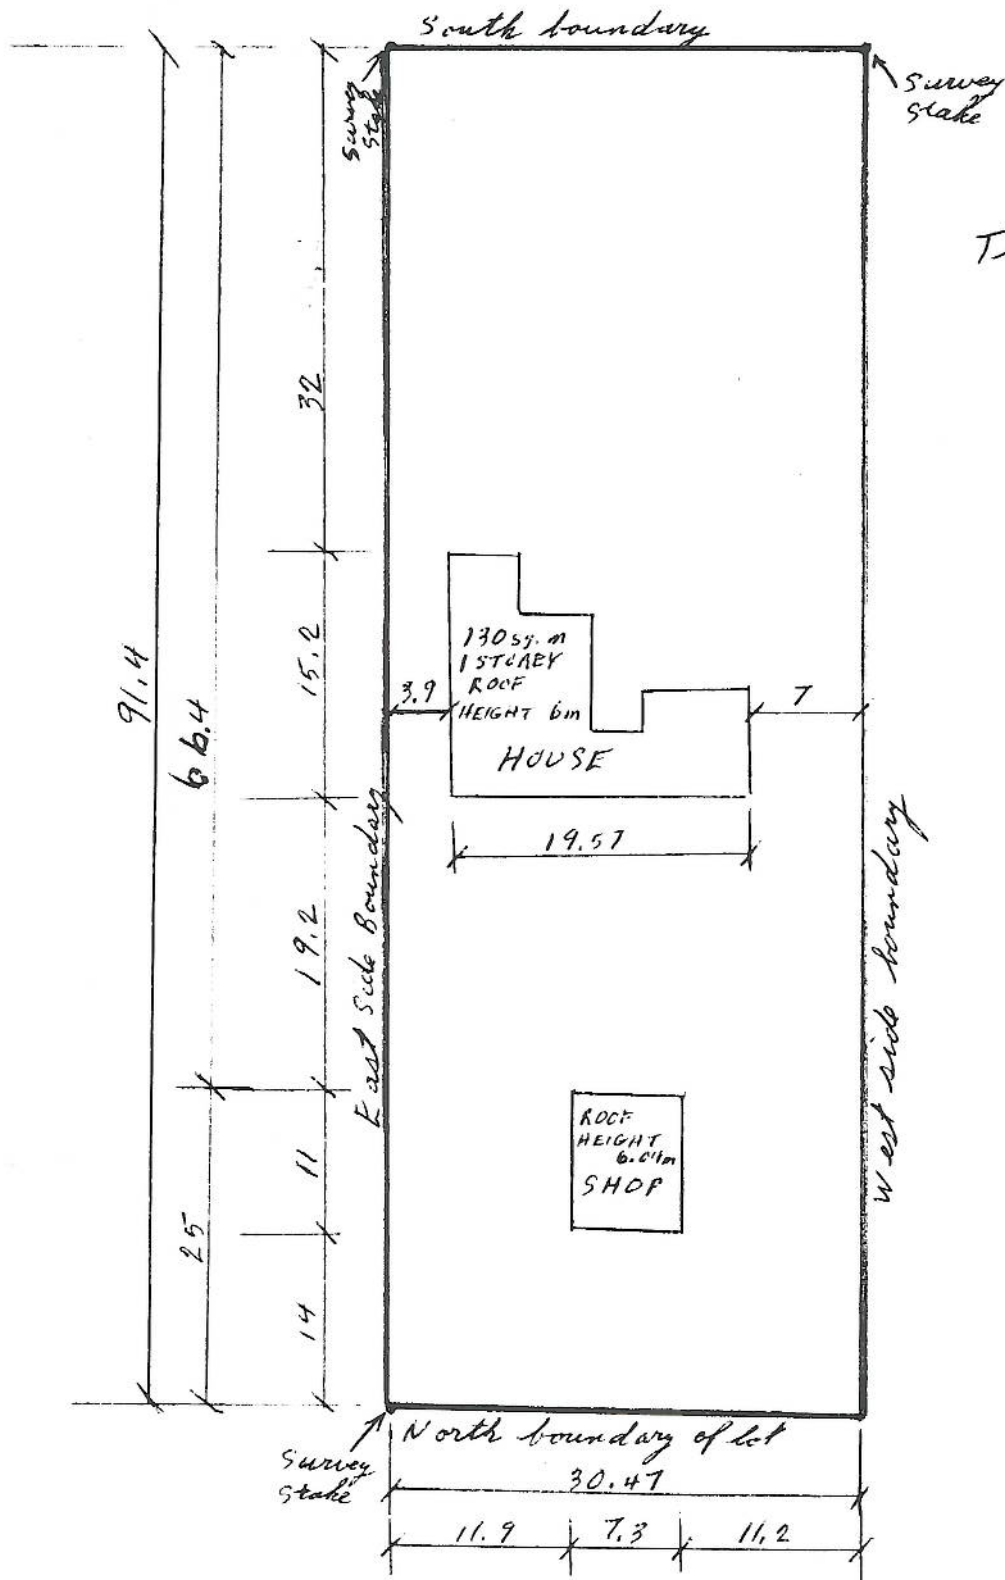 South boundary
Survey
Stake
Survey
Stake
32
15.2
91.4
66.4
130 sq. m
1 STOREY
ROOF
HEIGHT 6m
HOUSE
3.9
7
19.57
East Side Boundary
West side boundary
19.2
ROOF
HEIGHT
SHOP
11
25
14
North boundary of lot
Survey
Stake
30.47
11.9
7.3
11.2